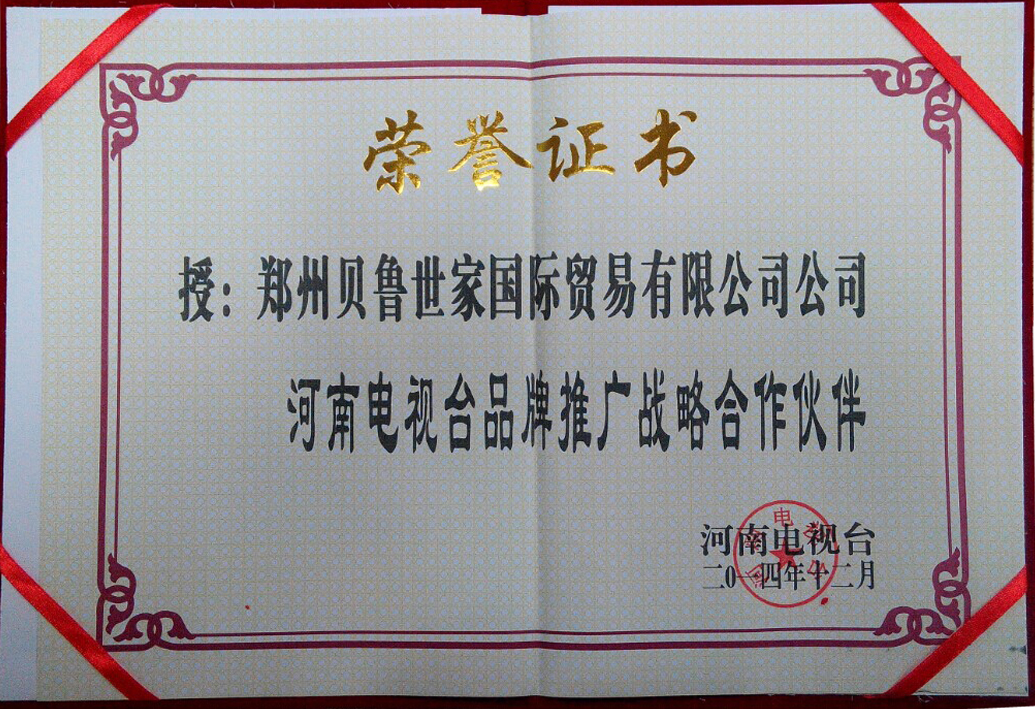 荣誉证书
授：郑州贝鲁世家国际贸易有限公司公司
河南电视台品牌推广战略合作伙伴
河南电视台
二0一四年十二月